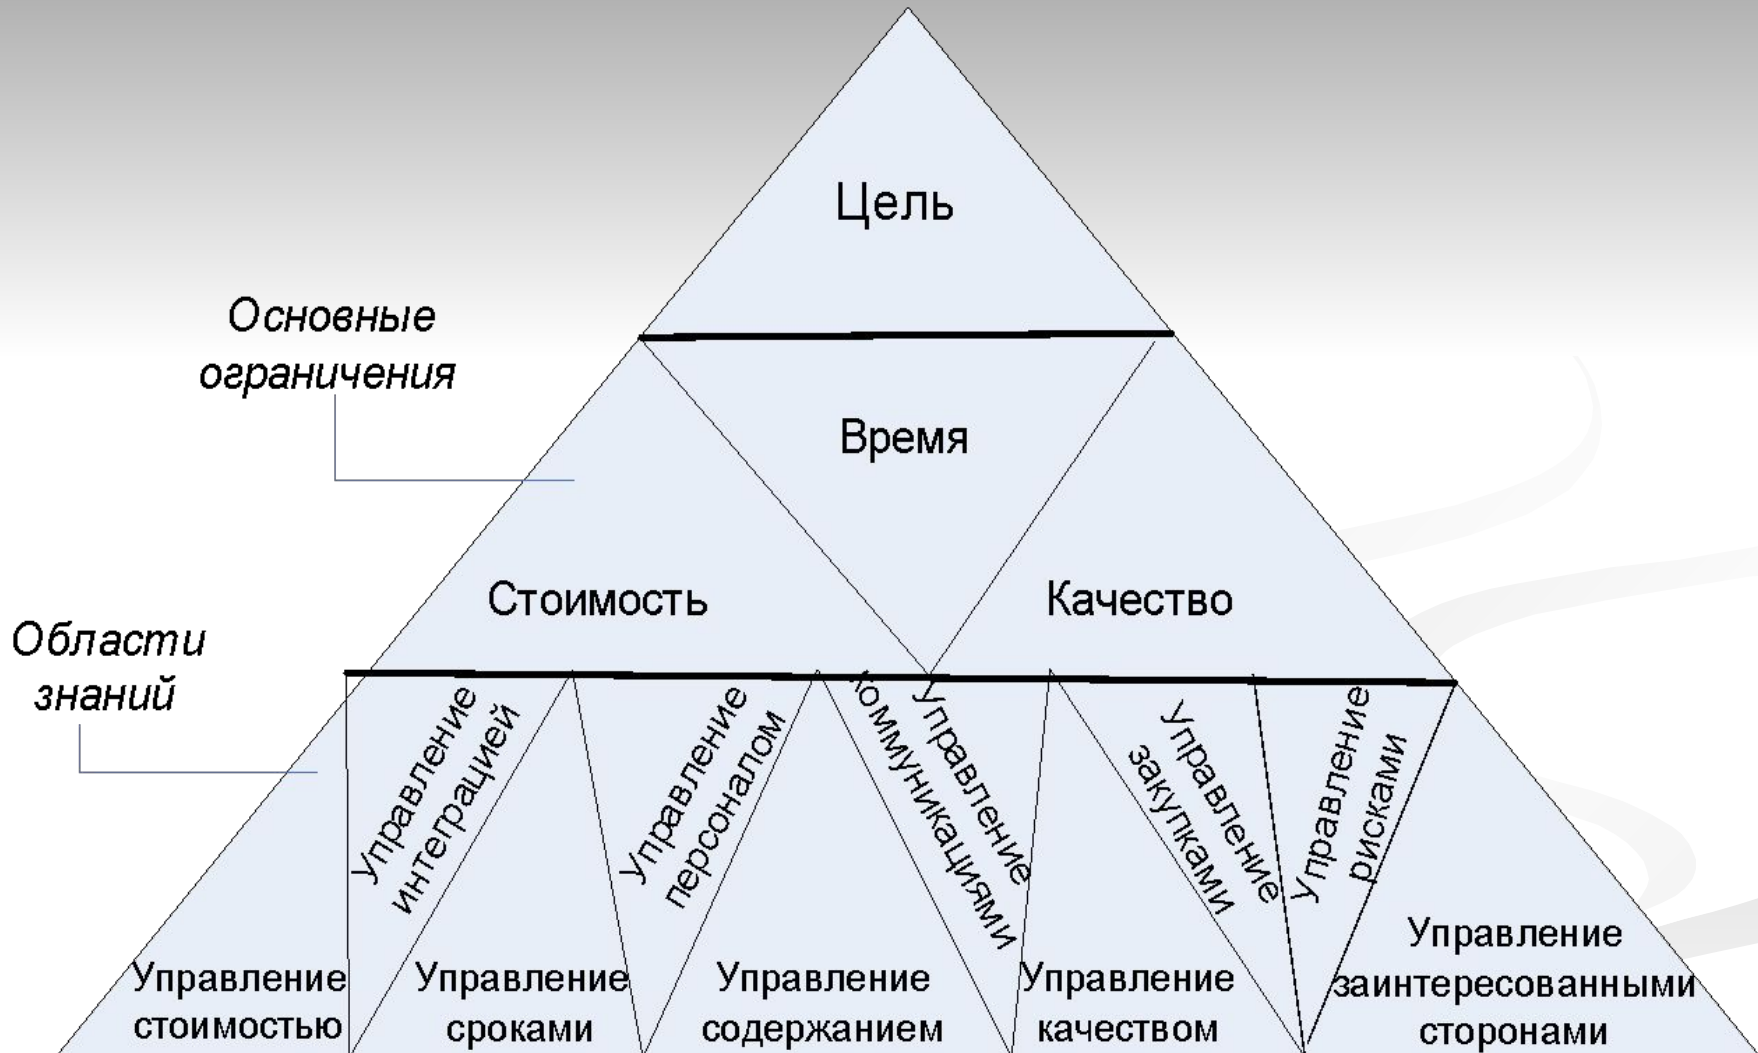 Цель
Основные
ограничения
Время
Стоимость
Качество
Области
знаний
Управление
интеграцией
Управление
персоналом
Управление
коммуникациями
Управление
закупками
Управление
рисками
Управление
стоимостью
Управление
сроками
Управление
содержанием
Управление
качеством
Управление
заинтересованными
сторонами